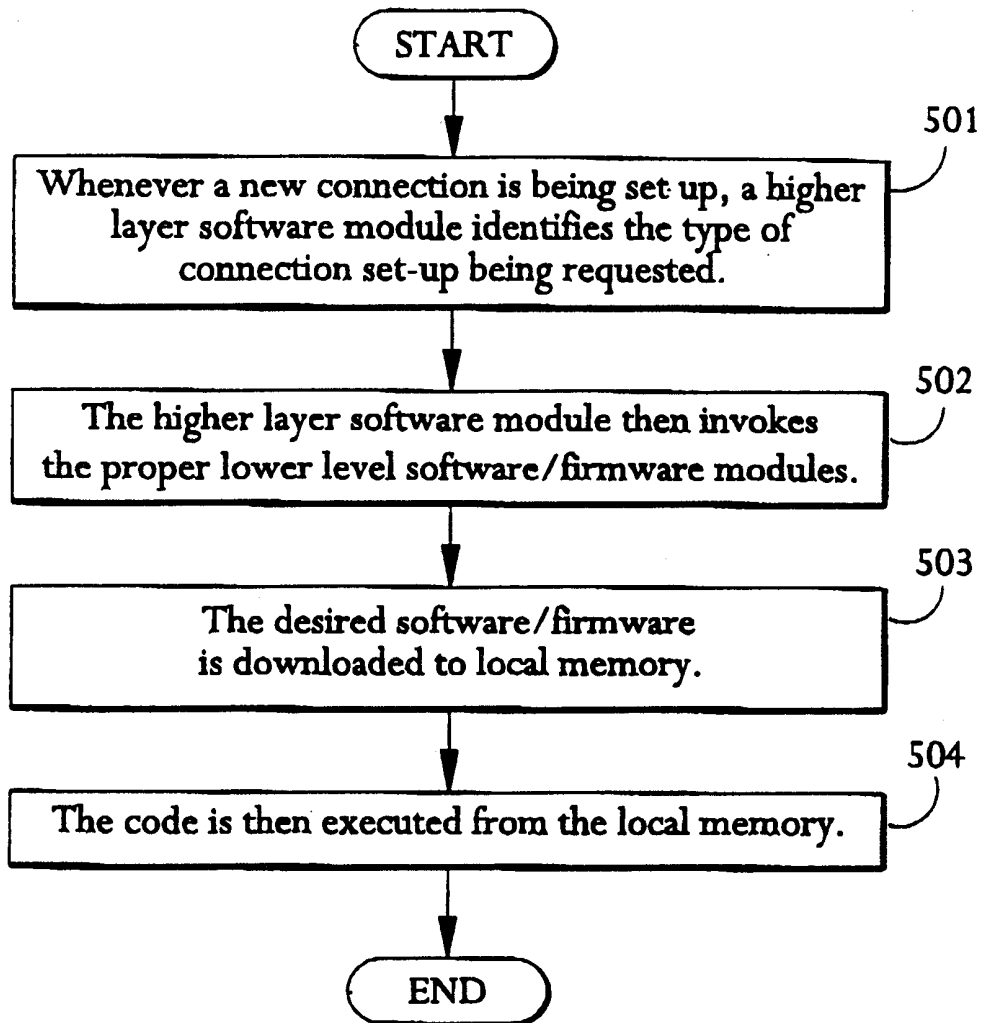 START
501
Whenever a new connection is being set up, a higher
layer software module identifies the type of
connection set-up being requested.
502
The higher layer software module then invokes
the proper lower level software/firmware modules.
503
The desired software/firmware
is downloaded to local memory.
504
The code is then executed from the local memory.
END